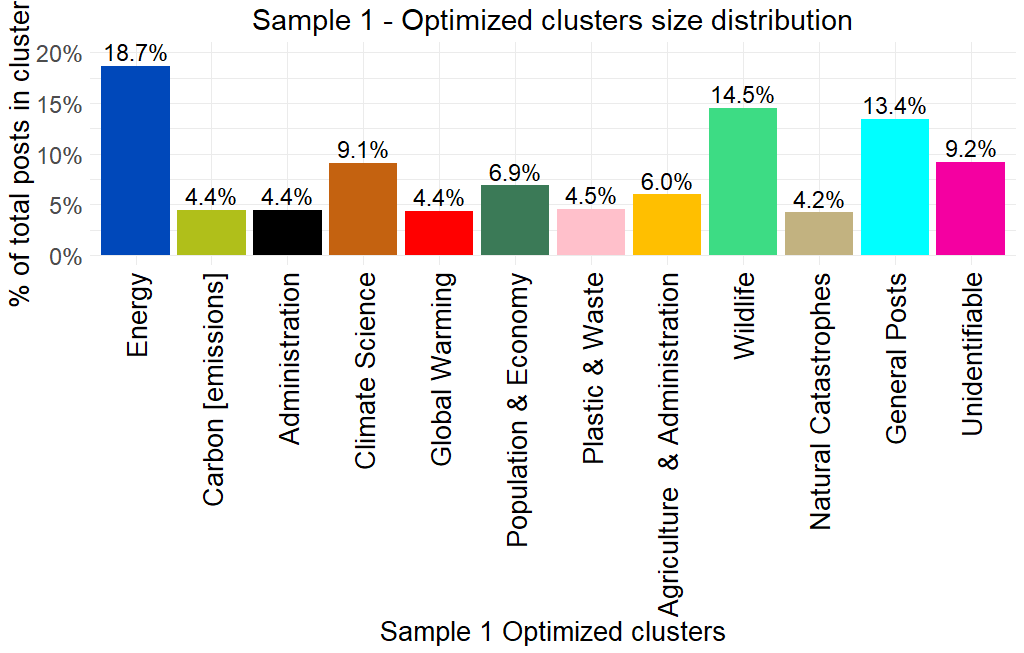 Sample 1 - Optimized clusters size distribution
% of total posts in cluster
20%
15%
10%
5%
0%
18.7%
4.4%
4.4%
9.1%
4.4%
6.9%
4.5%
6.0%
14.5%
4.2%
13.4%
9.2%
Energy
Carbon [emissions]
Administration
Climate Science
Global Warming
Population & Economy
Plastic & Waste
Agriculture  & Administration
Wildlife
Natural Catastrophes
General Posts
Unidentifiable
Sample 1 Optimized clusters